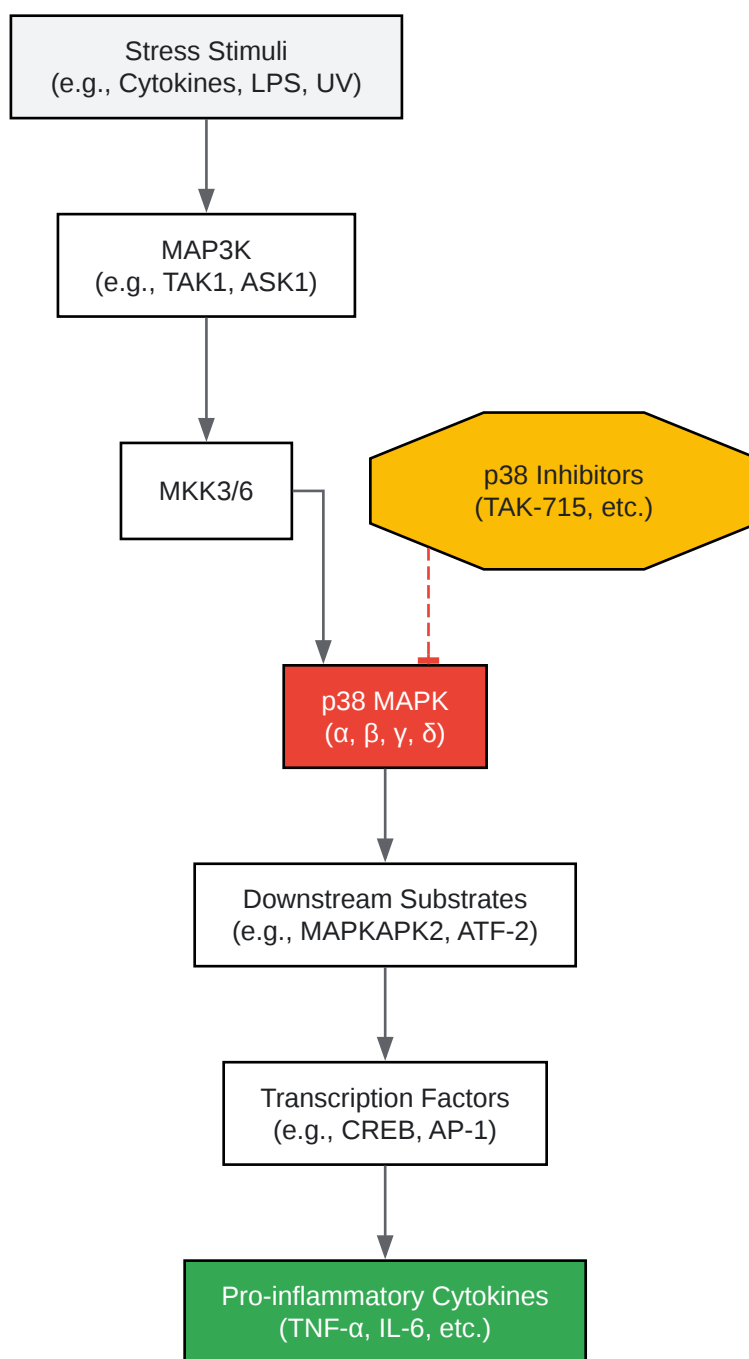 Stress Stimuli
(e.g., Cytokines, LPS, UV)
MAP3K
(e.g., TAK1, ASK1)
MKK3/6
p38 Inhibitors
(TAK-715, etc.)
p38 MAPK
(α, β, γ, δ)
Downstream Substrates
(e.g., MAPKAPK2, ATF-2)
Transcription Factors
(e.g., CREB, AP-1)
Pro-inflammatory Cytokines
(TNF-α, IL-6, etc.)